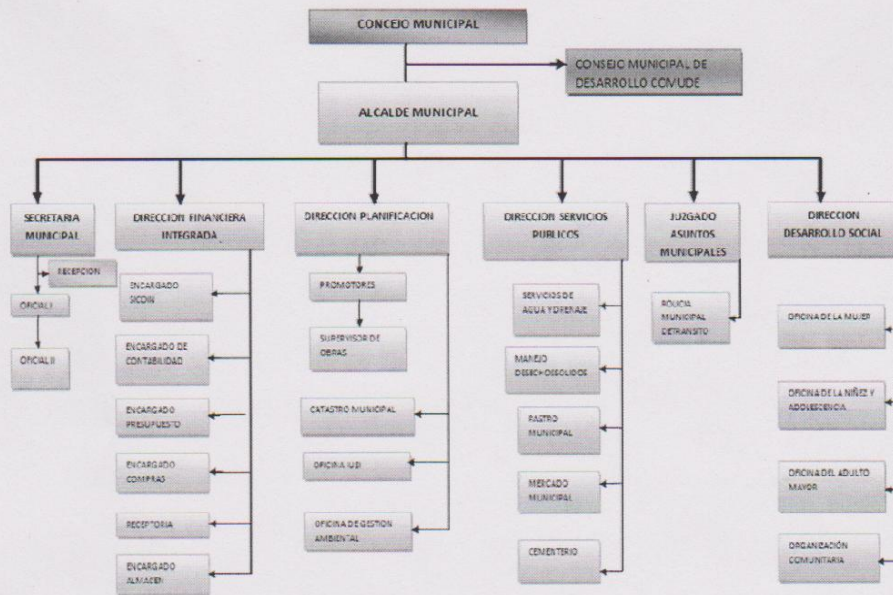 CONCEJO MUNICIPAL
CONSEJO MUNICIPAL DE
DESARROLLO COMUDE
ALCALDE MUNICIPAL
SECRETARIA
MUNICIPAL
RECEPCION
OFICIAL I
OFICIAL II
DIRECCION FINANCIERA
INTEGRADA
ENCARGADO
SICOIN
ENCARGADO DE
CONTABILIDAD
ENCARGADO
PRESUPUESTO
ENCARGADO
COMPRAS
RECEPTORIA
ENCARGADO
ALMACEN
DIRECCION PLANIFICACION
PROMOTORES
SUPERVISOR DE
OBRAS
CATASTRO MUNICIPAL
OFICINA
OFICINA DE GESTION
AMBIENTAL
DIRECCION SERVICIOS
PUBLICOS
SERVICIOS DE
AGUA Y DRENAJE
MANEJO
DESECHOS SOLIDOS
RASTRO
MUNICIPAL
MERCADO
MUNICIPAL
CEMENTERIO
JUZGADO
ASUNTOS
MUNICIPALES
POLICIA
MUNICIPAL
DE TRANSITO
DIRECCION
DESARROLLO SOCIAL
OFICINA DE LA MUJER
OFICINA DE LA NIÑEZ Y
ADOLESCENCIA
OFICINA DEL ADULTO
MAYOR
ORGANIZACIÓN
COMUNITARIA